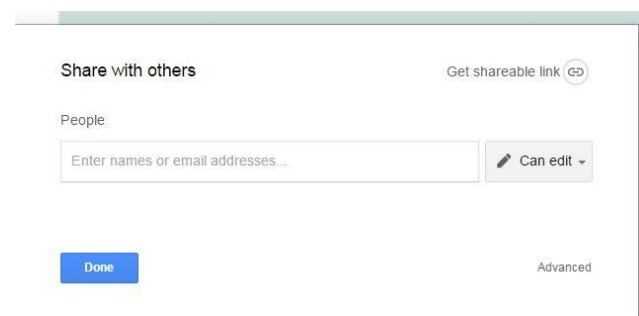 Share with others
Get shareable link
People
Enter names or email addresses...
Can edit
Done
Advanced